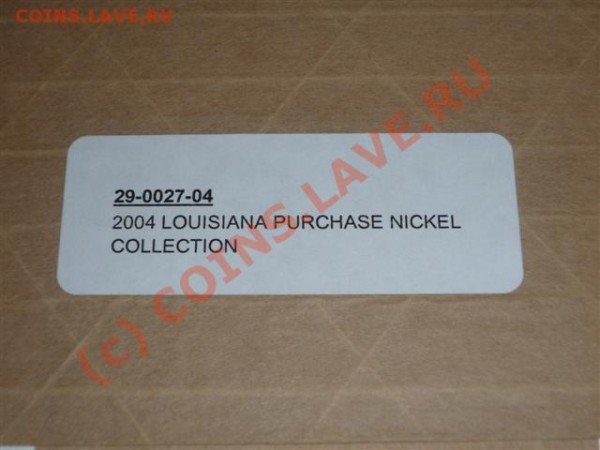 COINS.LAVE.RU
29-0027-04
2004 LOUISIANA PURCHASE NICKEL
COLLECTION
(c) COINS.LAVE.RU